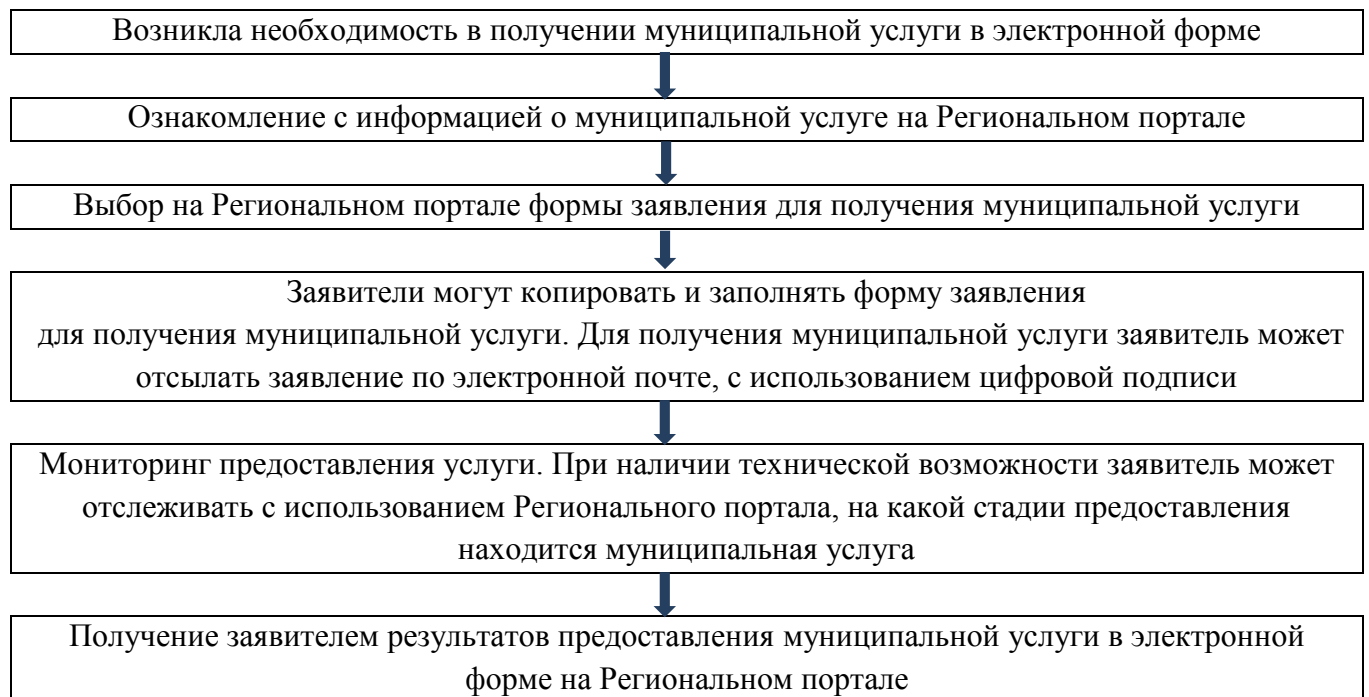 Возникла необходимость в получении муниципальной услуги в электронной форме
Ознакомление с информацией о муниципальной услуге на Региональном портале
Выбор на Региональном портале формы заявления для получения муниципальной услуги
Заявители могут копировать и заполнять форму заявления
для получения муниципальной услуги. Для получения муниципальной услуги заявитель может
отсылать заявление по электронной почте, с использованием цифровой подписи
Мониторинг предоставления услуги. При наличии технической возможности заявитель может
отслеживать с использованием Регионального портала, на какой стадии предоставления
находится муниципальная услуга
Получение заявителем результатов предоставления муниципальной услуги в электронной
форме на Региональном портале